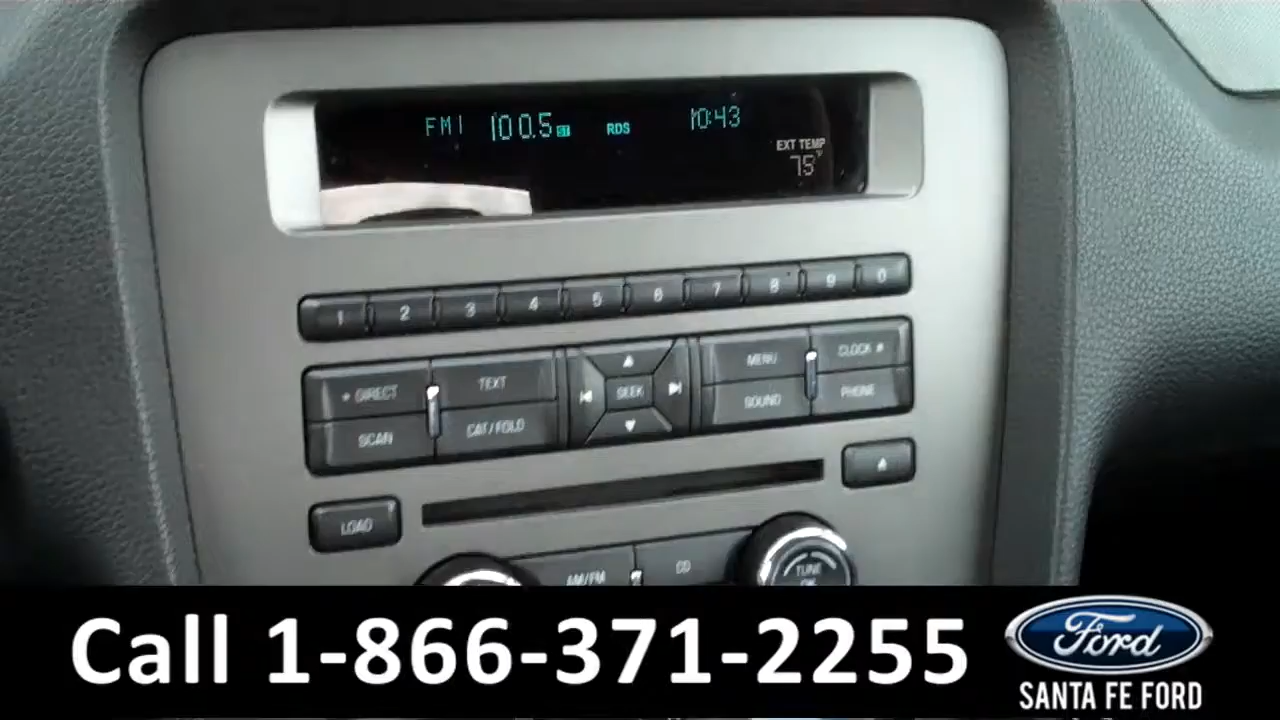 FM1 100.5 ST RDS 10:43
EXT TEMP
75°F
1 2 3 4 5 6 7 8 9 0
* DIRECT TEXT SEEK MENU CLOCK #
SCAN CAT/FOLD SOUND PHONE
LOAD
AM/FM CD TUNE
OK
Call 1-866-371-2255
Ford
SANTA FE FORD